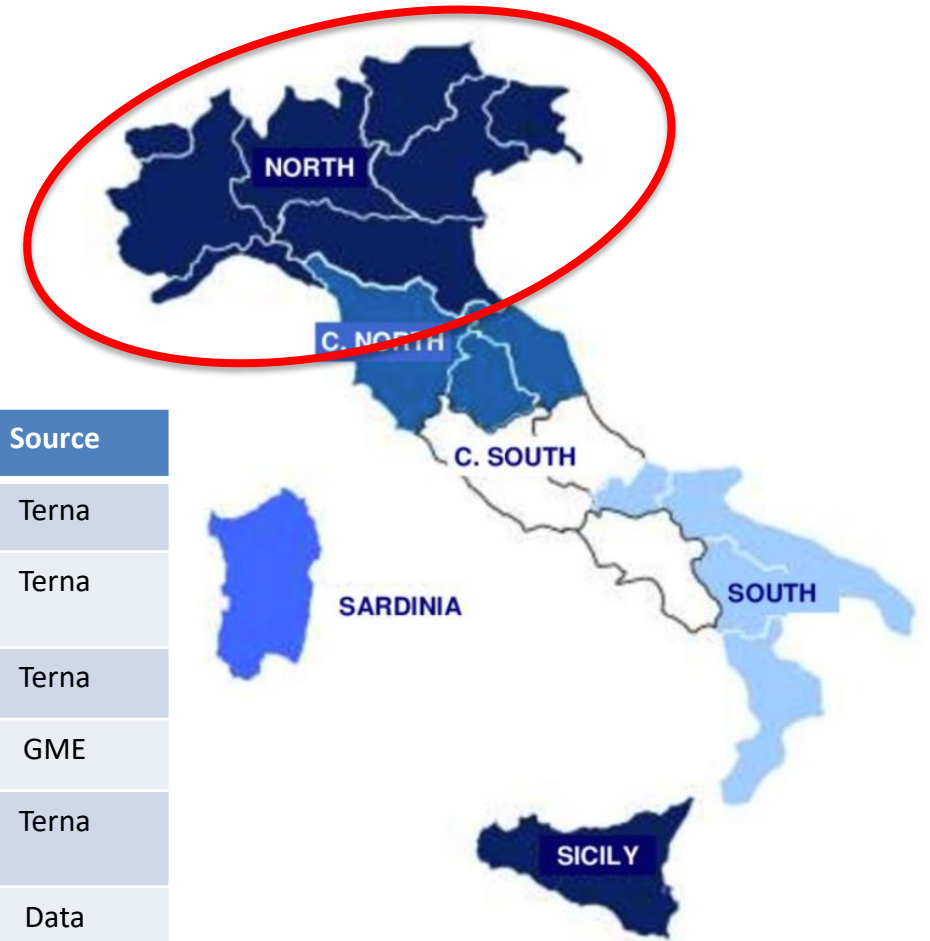 NORTH
C. NORTH
Source
Terna
C. SOUTH
Terna
SARDINIA
SOUTH
Terna
GME
Terna
SICILY
Data